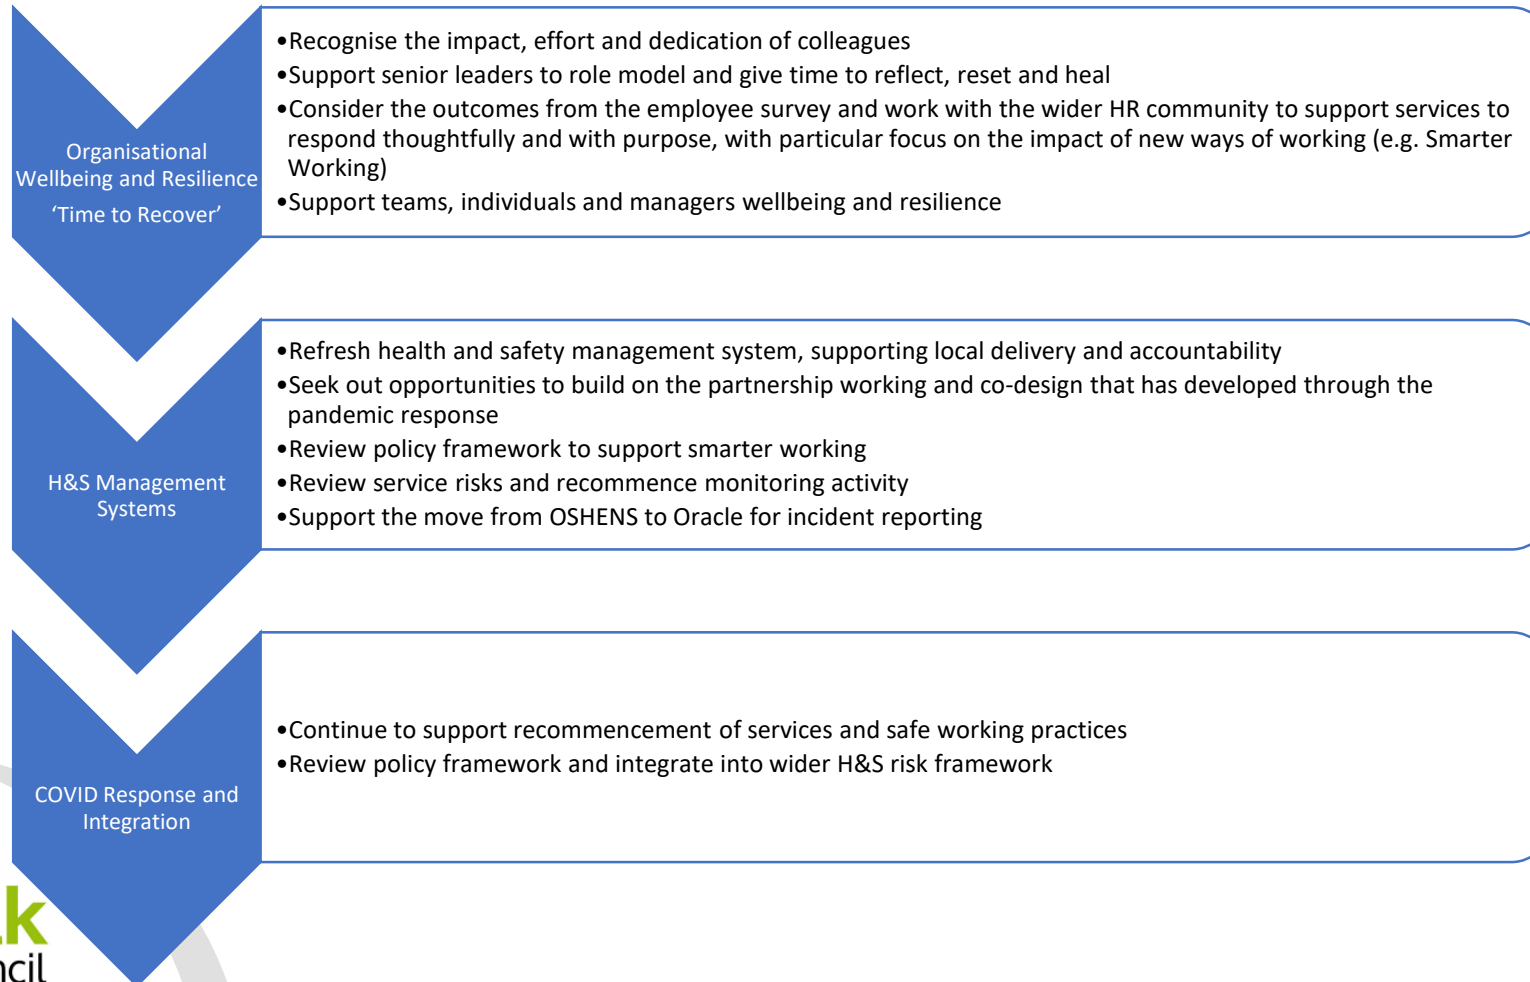 Organisational
Wellbeing and Resilience
‘Time to Recover’
•Recognise the impact, effort and dedication of colleagues
•Support senior leaders to role model and give time to reflect, reset and heal
•Consider the outcomes from the employee survey and work with the wider HR community to support services to
respond thoughtfully and with purpose, with particular focus on the impact of new ways of working (e.g. Smarter
Working)
•Support teams, individuals and managers wellbeing and resilience
H&S Management
Systems
•Refresh health and safety management system, supporting local delivery and accountability
•Seek out opportunities to build on the partnership working and co-design that has developed through the
pandemic response
•Review policy framework to support smarter working
•Review service risks and recommence monitoring activity
•Support the move from OSHENS to Oracle for incident reporting
COVID Response and
Integration
•Continue to support recommencement of services and safe working practices
•Review policy framework and integrate into wider H&S risk framework